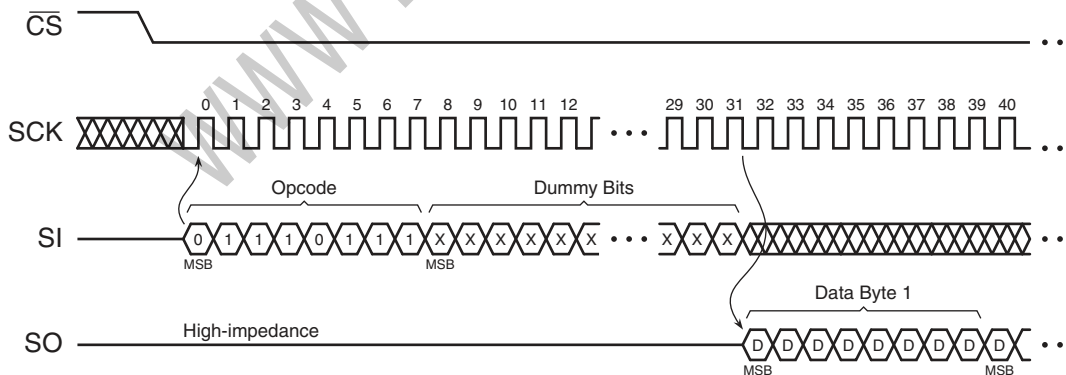 WWW
CS
0 1 2 3 4 5 6 7 8 9 10 11 12 29 30 31 32 33 34 35 36 37 38 39 40
SCK
Opcode Dummy Bits
SI 0 1 1 1 0 1 1 1 X X X X X X X X X
MSB MSB
Data Byte 1
High-impedance
SO D D D D D D D D D
MSB MSB